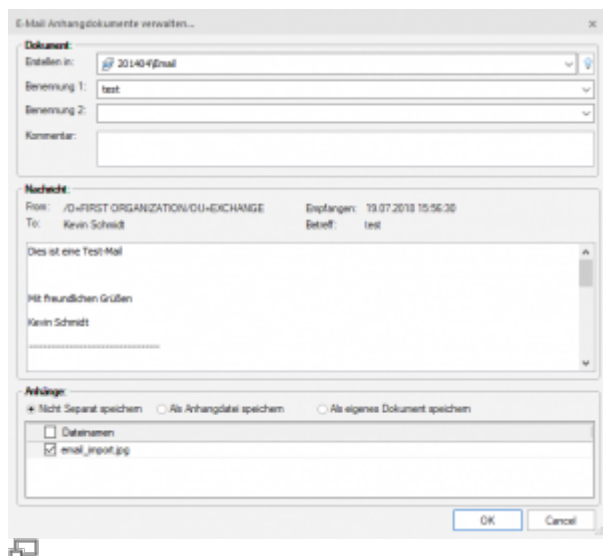 E-Mail Anhangdokumente verwalten...
Dokument:
Erstellen in: 201404\Email
Benennung 1: test
Benennung 2:
Kommentar:
Nachricht:
From: /O=FIRST ORGANIZATION/OU=EXCHANGE Empfangen: 19.07.2018 15:56:30
To: Kevin Schmidt Betreff: test
Dies ist eine Test-Mail
Mit freundlichen Grüßen
Kevin Schmidt
--------------------------------
Anhänge:
Nicht Separat speichern Als Anhangdatei speichern Als eigenes Dokument speichern
Dateinamen
email_import.jpg
OK Cancel